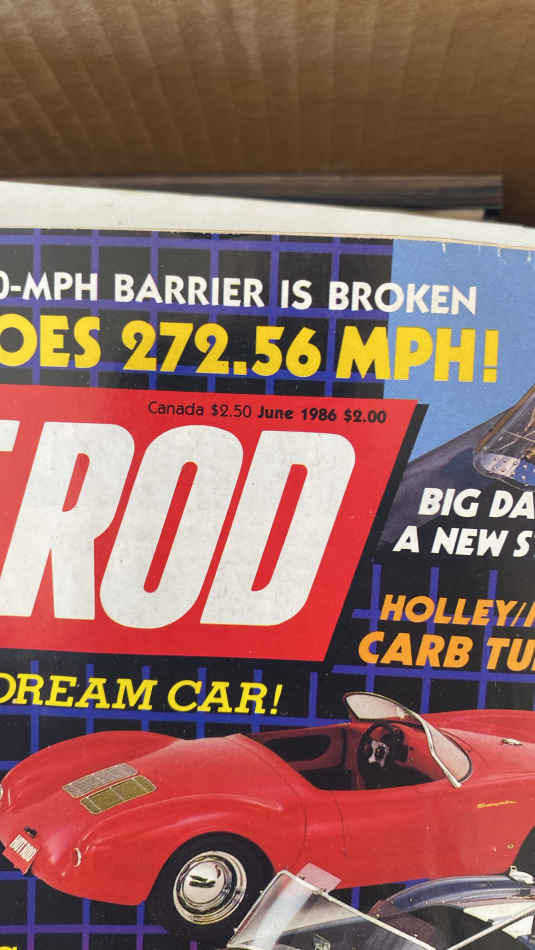 0-MPH BARRIER IS BROKEN
OES 272.56 MPH!
Canada $2.50 June 1986 $2.00
ROD
BIG DA
A NEW S
HOLLEY/
CARB TU
DREAM CAR!
HOT ROD